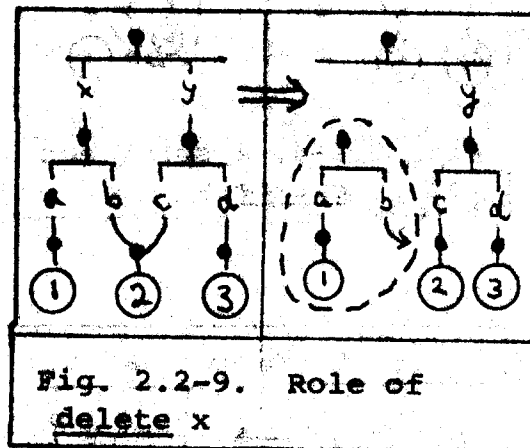 x y y
a b c d a b c d
1 2 3 1 2 3
Fig. 2.2-9. Role of
delete x